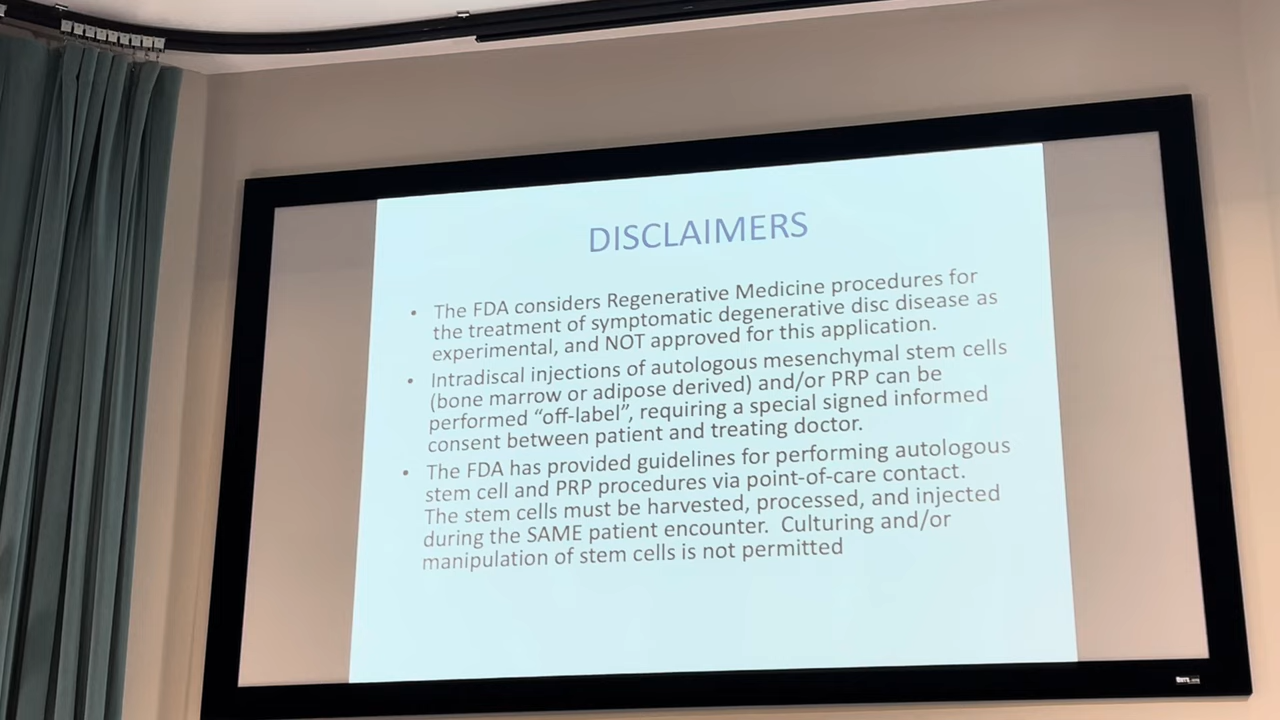 DISCLAIMERS
• The FDA considers Regenerative Medicine procedures for
the treatment of symptomatic degenerative disc disease as
experimental, and NOT approved for this application.
• Intradiscal injections of autologous mesenchymal stem cells
(bone marrow or adipose derived) and/or PRP can be
performed “off-label”, requiring a special signed informed
consent between patient and treating doctor.
• The FDA has provided guidelines for performing autologous
stem cell and PRP procedures via point-of-care contact.
The stem cells must be harvested, processed, and injected
during the SAME patient encounter. Culturing and/or
manipulation of stem cells is not permitted